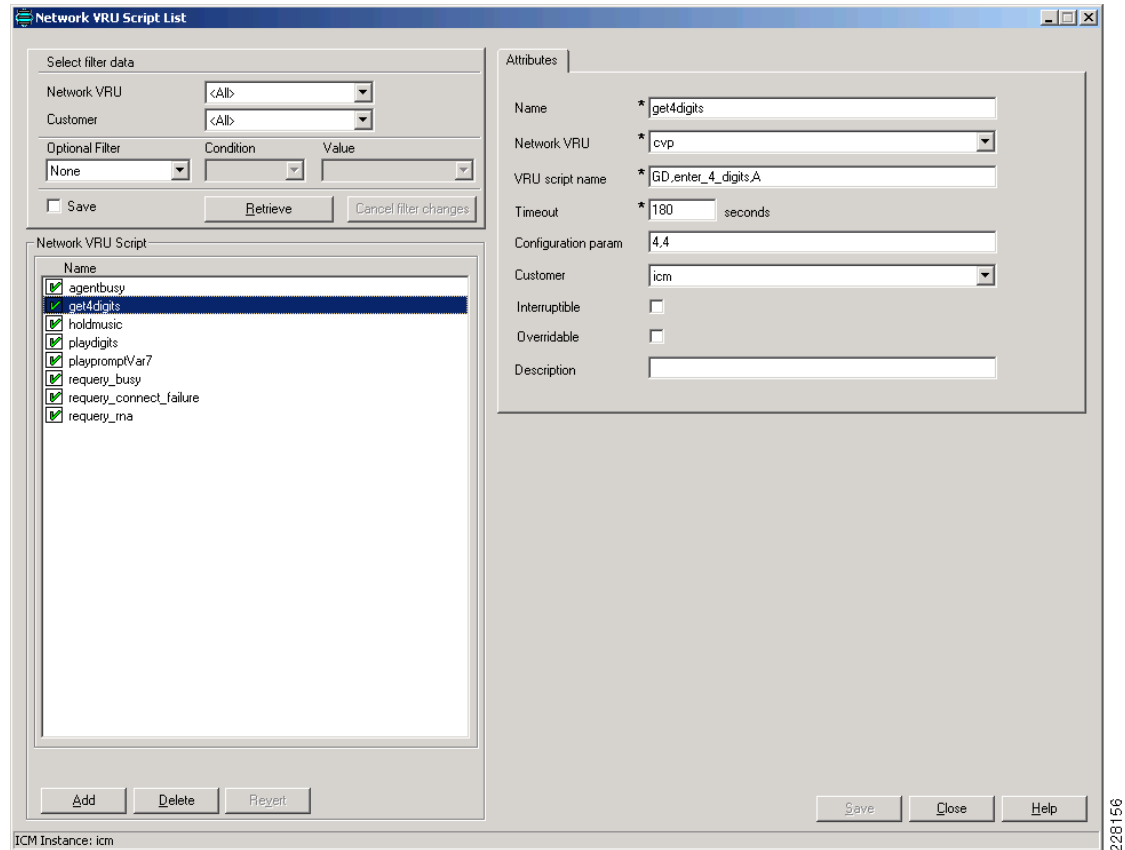 Network VRU Script List
Select filter data
Network VRU <All>
Customer <All>
Optional Filter Condition Value
None
Save Retrieve Cancel filter changes
Network VRU Script
Name
agentbusy
get4digits
holdmusic
playdigits
playpromptVar7
requery_busy
requery_connect_failure
requery_rna
Add Delete Revert
Attributes
Name * get4digits
Network VRU * cvp
VRU script name * GD,enter_4_digits,A
Timeout * 180 seconds
Configuration param 4,4
Customer icm
Interruptible
Overridable
Description
Save Close Help
ICM Instance: icm
228156